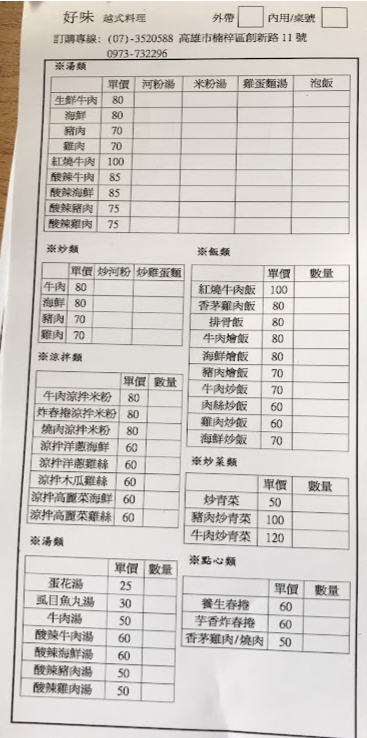 好味 越式料理 外帶 內用/桌號
訂購專線: (07)-3520588 高雄市楠梓區創新路 11 號
0973-732296
※湯類
單價 河粉湯 米粉湯 雞蛋麵湯 泡飯
生鮮牛肉 80
海鮮 80
豬肉 70
雞肉 70
紅燒牛肉 100
酸辣牛肉 85
酸辣海鮮 85
酸辣豬肉 75
酸辣雞肉 75
※炒類
單價 炒河粉 炒雞蛋麵
牛肉 80
海鮮 80
豬肉 70
雞肉 70
※涼拌類
單價 數量
牛肉涼拌米粉 80
炸春捲涼拌米粉 80
燒肉涼拌米粉 80
涼拌洋蔥海鮮 60
涼拌洋蔥雞絲 60
涼拌木瓜雞絲 60
涼拌高麗菜海鮮 60
涼拌高麗菜雞絲 60
※湯類
單價 數量
蛋花湯 25
虱目魚丸湯 30
牛肉湯 50
酸辣牛肉湯 60
酸辣海鮮湯 60
酸辣豬肉湯 50
酸辣雞肉湯 50
※飯類
單價 數量
紅燒牛肉飯 100
香茅雞肉飯 80
排骨飯 80
牛肉燴飯 80
海鮮燴飯 80
豬肉燴飯 70
牛肉炒飯 70
肉絲炒飯 60
雞肉炒飯 60
海鮮炒飯 70
※炒菜類
單價 數量
炒青菜 50
豬肉炒青菜 100
牛肉炒青菜 120
※點心類
單價 數量
養生春捲 60
芋香炸春捲 60
香茅雞肉/燒肉 50